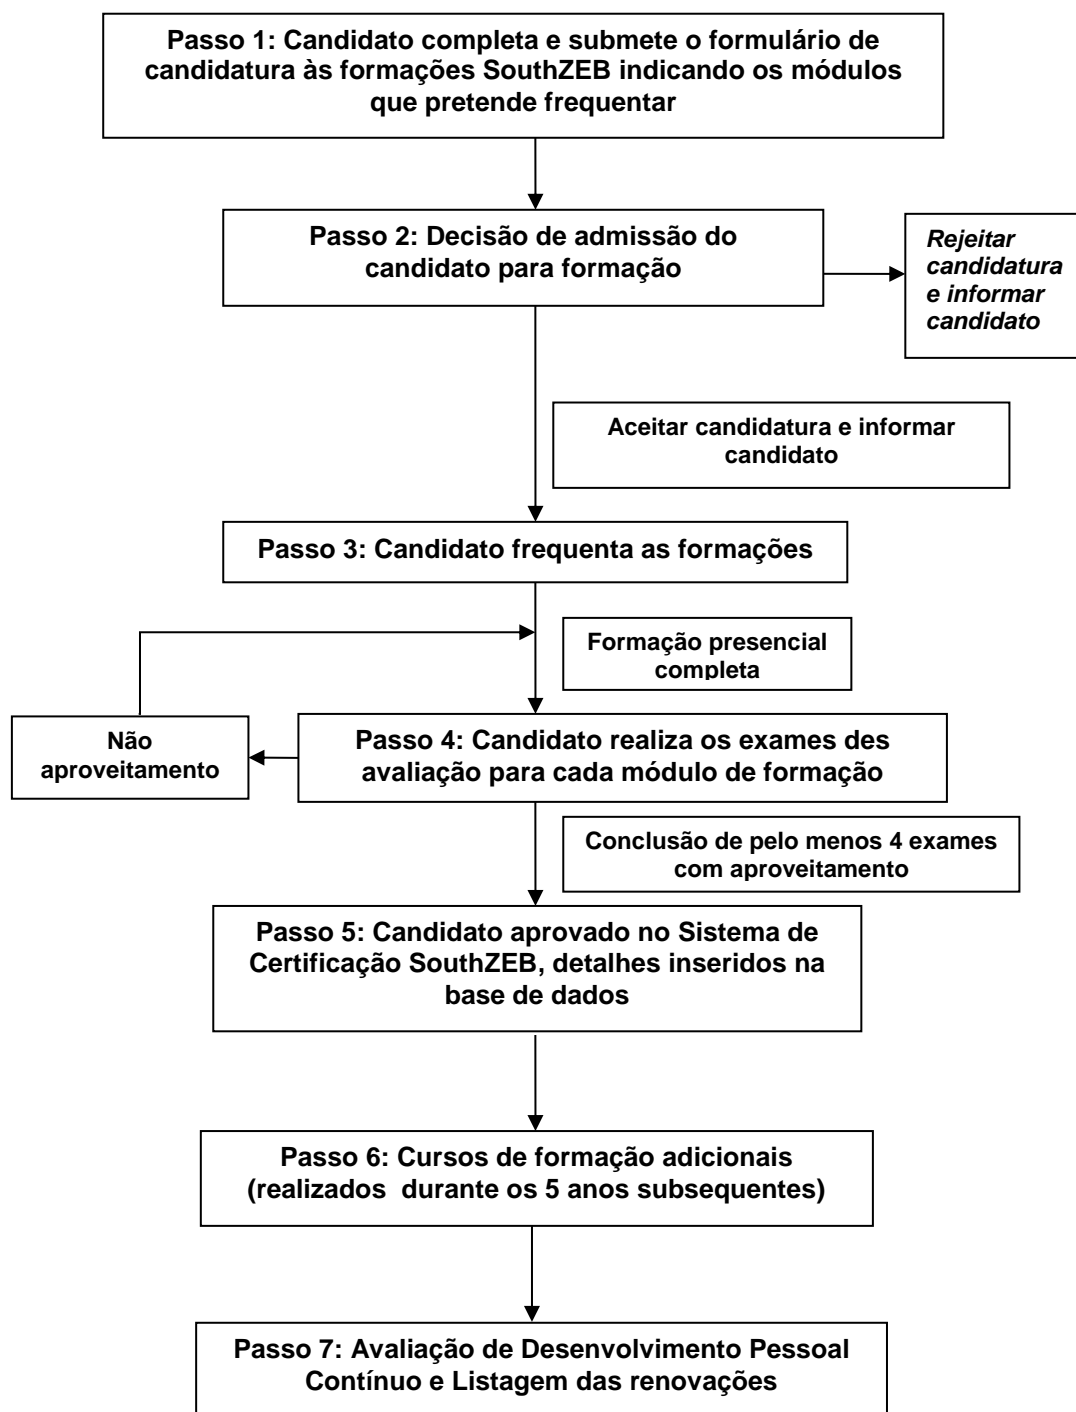 Passo 1: Candidato completa e submete o formulário de
candidatura às formações SouthZEB indicando os módulos
que pretende frequentar
Passo 2: Decisão de admissão do
candidato para formação
Rejeitar
candidatura
e informar
candidato
Aceitar candidatura e informar
candidato
Passo 3: Candidato frequenta as formações
Formação presencial
completa
Não
aproveitamento
Passo 4: Candidato realiza os exames des
avaliação para cada módulo de formação
Conclusão de pelo menos 4 exames
com aproveitamento
Passo 5: Candidato aprovado no Sistema de
Certificação SouthZEB, detalhes inseridos na
base de dados
Passo 6: Cursos de formação adicionais
(realizados  durante os 5 anos subsequentes)
Passo 7: Avaliação de Desenvolvimento Pessoal
Contínuo e Listagem das renovações